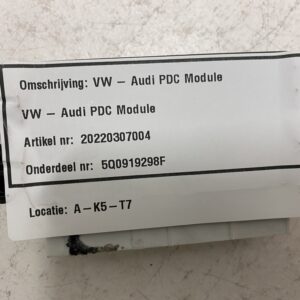 Omschrijving: VW – Audi PDC Module
VW – Audi PDC Module
Artikel nr: 20220307004
Onderdeel nr: 5Q0919298F
Locatie: A–K5–T7